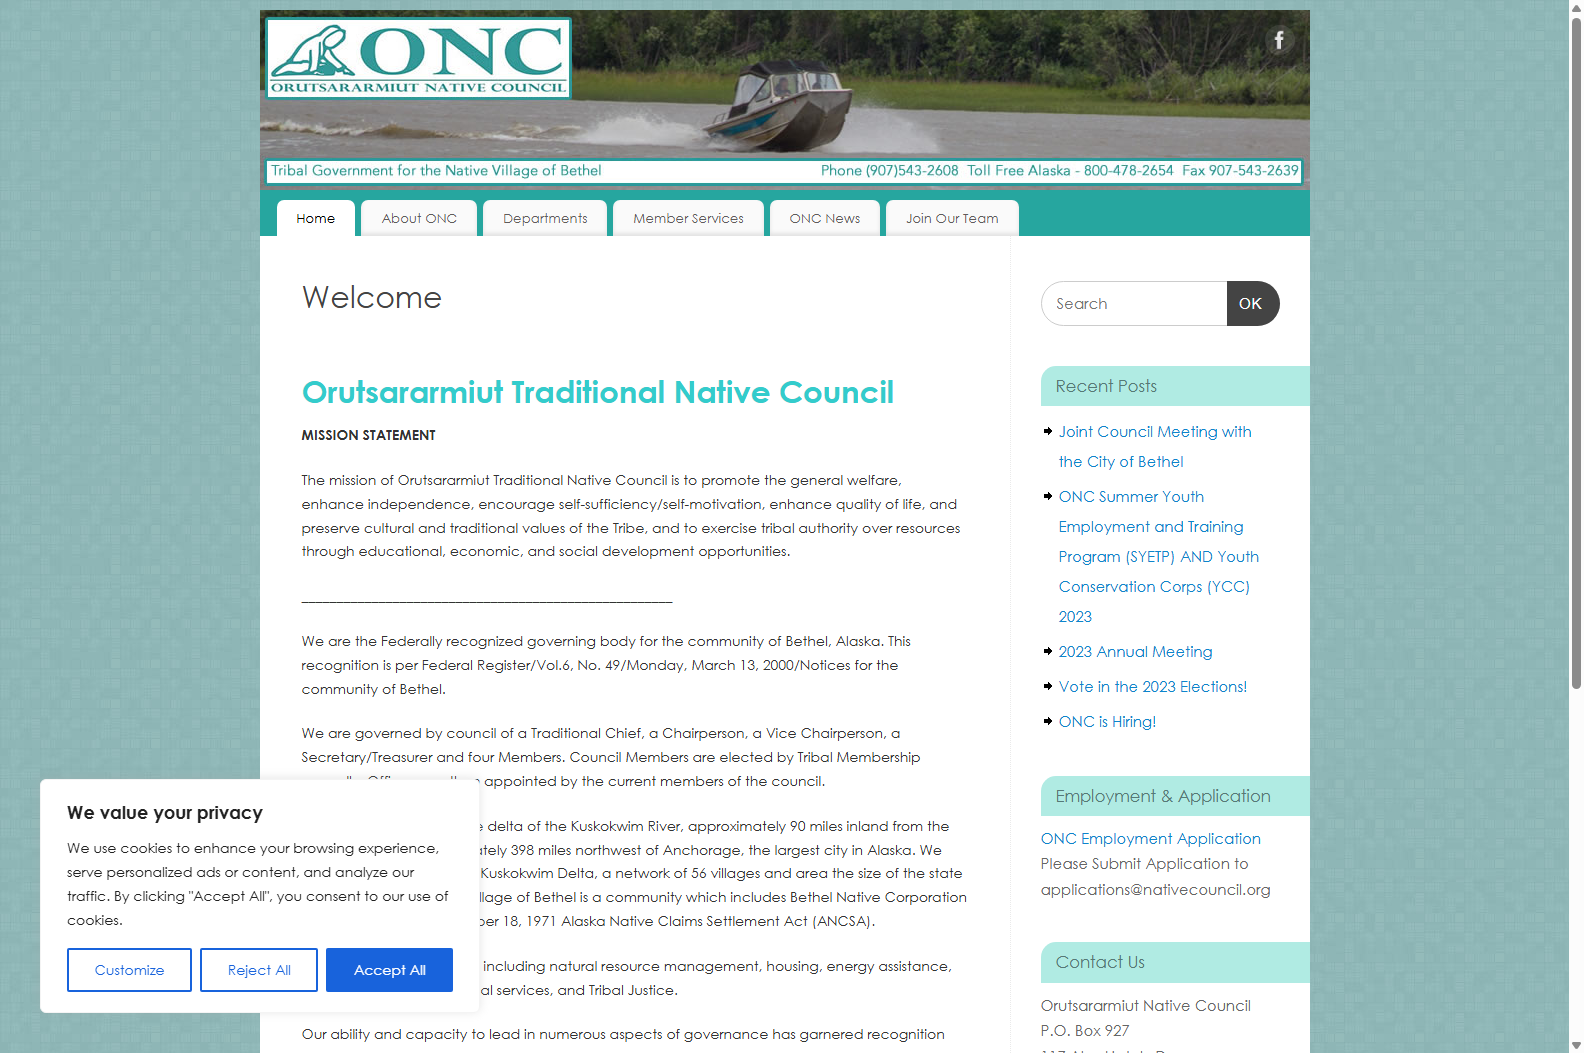 ONC
ORUTSARARMIUT NATIVE COUNCIL
Tribal Government for the Native Village of Bethel
Phone (907)543-2608 Toll Free Alaska - 800-478-2654 Fax 907-543-2639
Home
About ONC
Departments
Member Services
ONC News
Join Our Team
Welcome
Orutsararmiut Traditional Native Council
MISSION STATEMENT
The mission of Orutsararmiut Traditional Native Council is to promote the general welfare,
enhance independence, encourage self-sufficiency/self-motivation, enhance quality of life, and
preserve cultural and traditional values of the Tribe, and to exercise tribal authority over resources
through educational, economic, and social development opportunities.
We are the Federally recognized governing body for the community of Bethel, Alaska. This
recognition is per Federal Register/Vol.6, No. 49/Monday, March 13, 2000/Notices for the
community of Bethel.
We are governed by council of a Traditional Chief, a Chairperson, a Vice Chairperson, a
Secretary/Treasurer and four Members. Council Members are elected by Tribal Membership
appointed by the current members of the council.
delta of the Kuskokwim River, approximately 90 miles inland from the
398 miles northwest of Anchorage, the largest city in Alaska. We
Kuskokwim Delta, a network of 56 villages and area the size of the state
of Bethel is a community which includes Bethel Native Corporation
18, 1971 Alaska Native Claims Settlement Act (ANCSA).
including natural resource management, housing, energy assistance,
services, and Tribal Justice.
Our ability and capacity to lead in numerous aspects of governance has garnered recognition
Search
OK
Recent Posts
Joint Council Meeting with
the City of Bethel
ONC Summer Youth
Employment and Training
Program (SYETP) AND Youth
Conservation Corps (YCC)
2023
2023 Annual Meeting
Vote in the 2023 Elections!
ONC is Hiring!
Employment & Application
ONC Employment Application
Please Submit Application to
applications@nativecouncil.org
Contact Us
Orutsararmiut Native Council
P.O. Box 927
We value your privacy
We use cookies to enhance your browsing experience,
serve personalized ads or content, and analyze our
traffic. By clicking "Accept All", you consent to our use of
cookies.
Customize
Reject All
Accept All